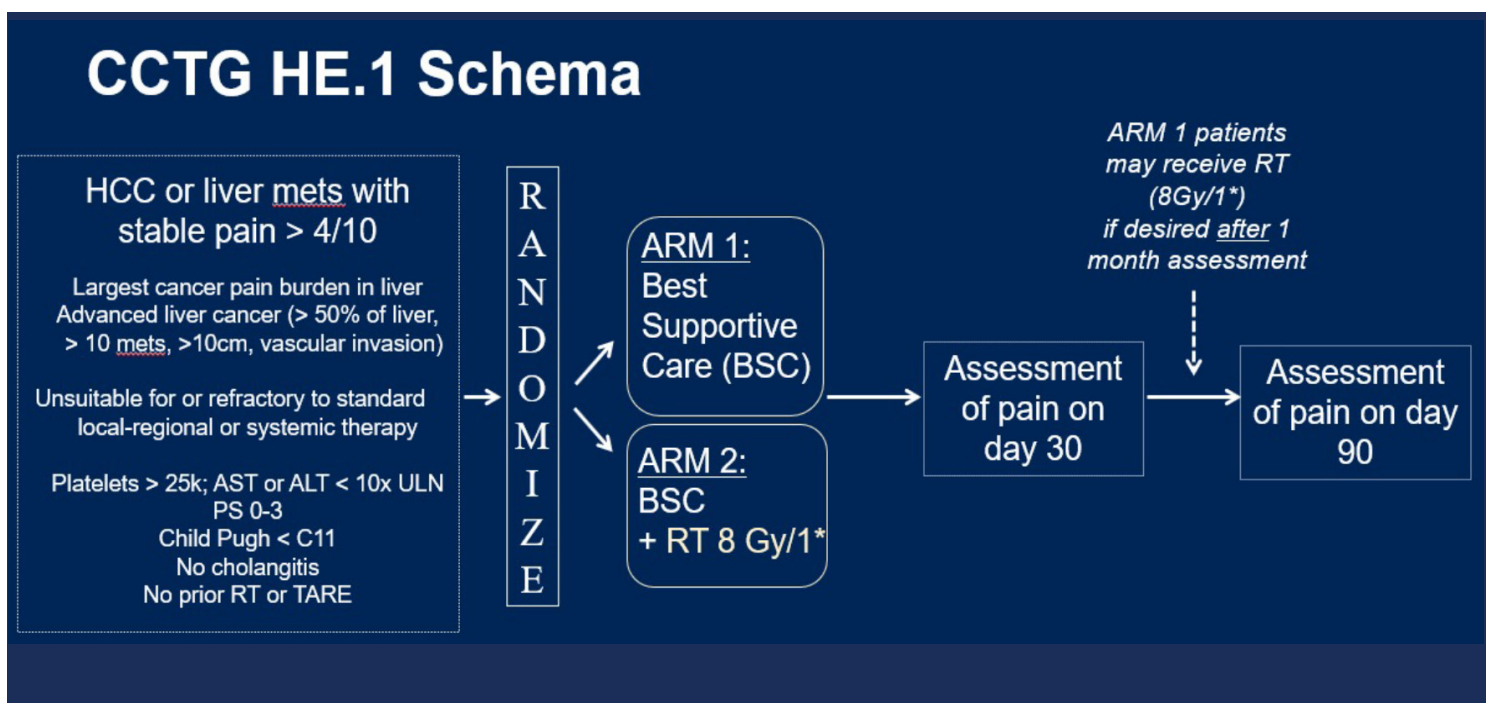 CCTG HE.1 Schema
HCC or liver mets with
stable pain > 4/10
Largest cancer pain burden in liver
Advanced liver cancer (> 50% of liver,
> 10 mets, >10cm, vascular invasion)
Unsuitable for or refractory to standard
local-regional or systemic therapy
Platelets > 25k; AST or ALT < 10x ULN
PS 0-3
Child Pugh < C11
No cholangitis
No prior RT or TARE
R
A
N
D
O
M
I
Z
E
ARM 1:
Best
Supportive
Care (BSC)
ARM 2:
BSC
+ RT 8 Gy/1*
Assessment
of pain on
day 30
ARM 1 patients
may receive RT
(8Gy/1*)
if desired after 1
month assessment
Assessment
of pain on day
90